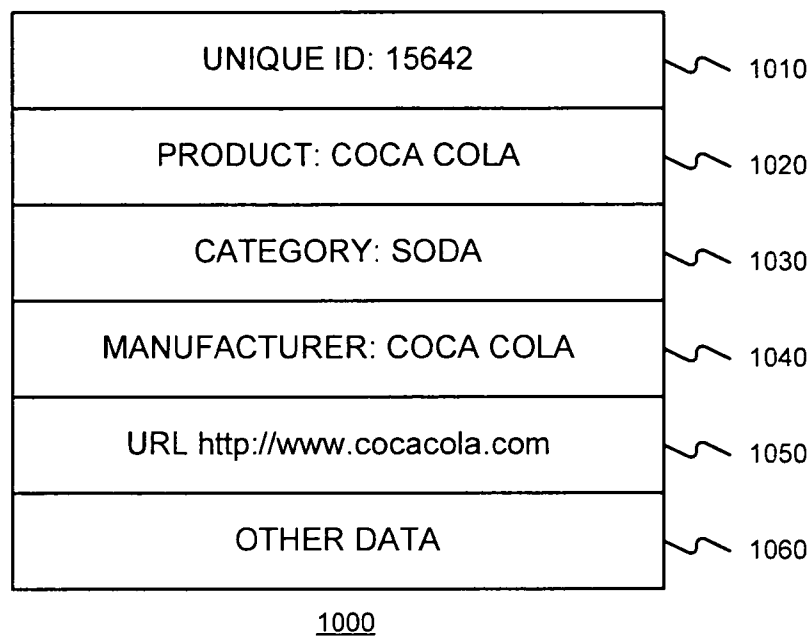 UNIQUE ID: 15642 1010
PRODUCT: COCA COLA 1020
CATEGORY: SODA 1030
MANUFACTURER: COCA COLA 1040
URL http://www.cocacola.com 1050
OTHER DATA 1060
1000